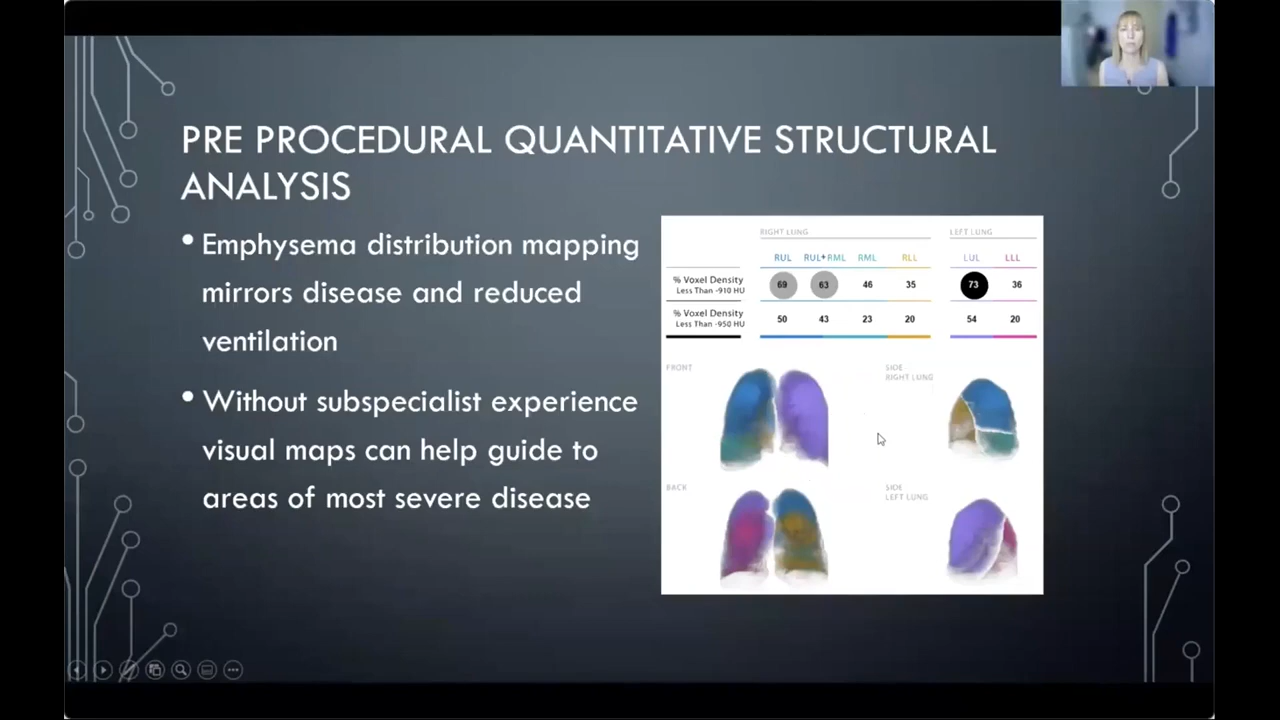 PRE PROCEDURAL QUANTITATIVE STRUCTURAL
ANALYSIS
• Emphysema distribution mapping
mirrors disease and reduced
ventilation
• Without subspecialist experience
visual maps can help guide to
areas of most severe disease
RIGHT LUNG LEFT LUNG
RUL RUL+RML RML RLL LUL LLL
% Voxel Density
Less Than -910 HU
69 63 46 35 73 36
% Voxel Density
Less Than -950 HU
50 43 23 20 54 20
FRONT
SIDE
RIGHT LUNG
BACK
SIDE
LEFT LUNG